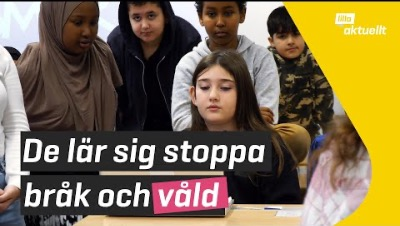 lilla
aktuellt
De lär sig stoppa
bråk och våld